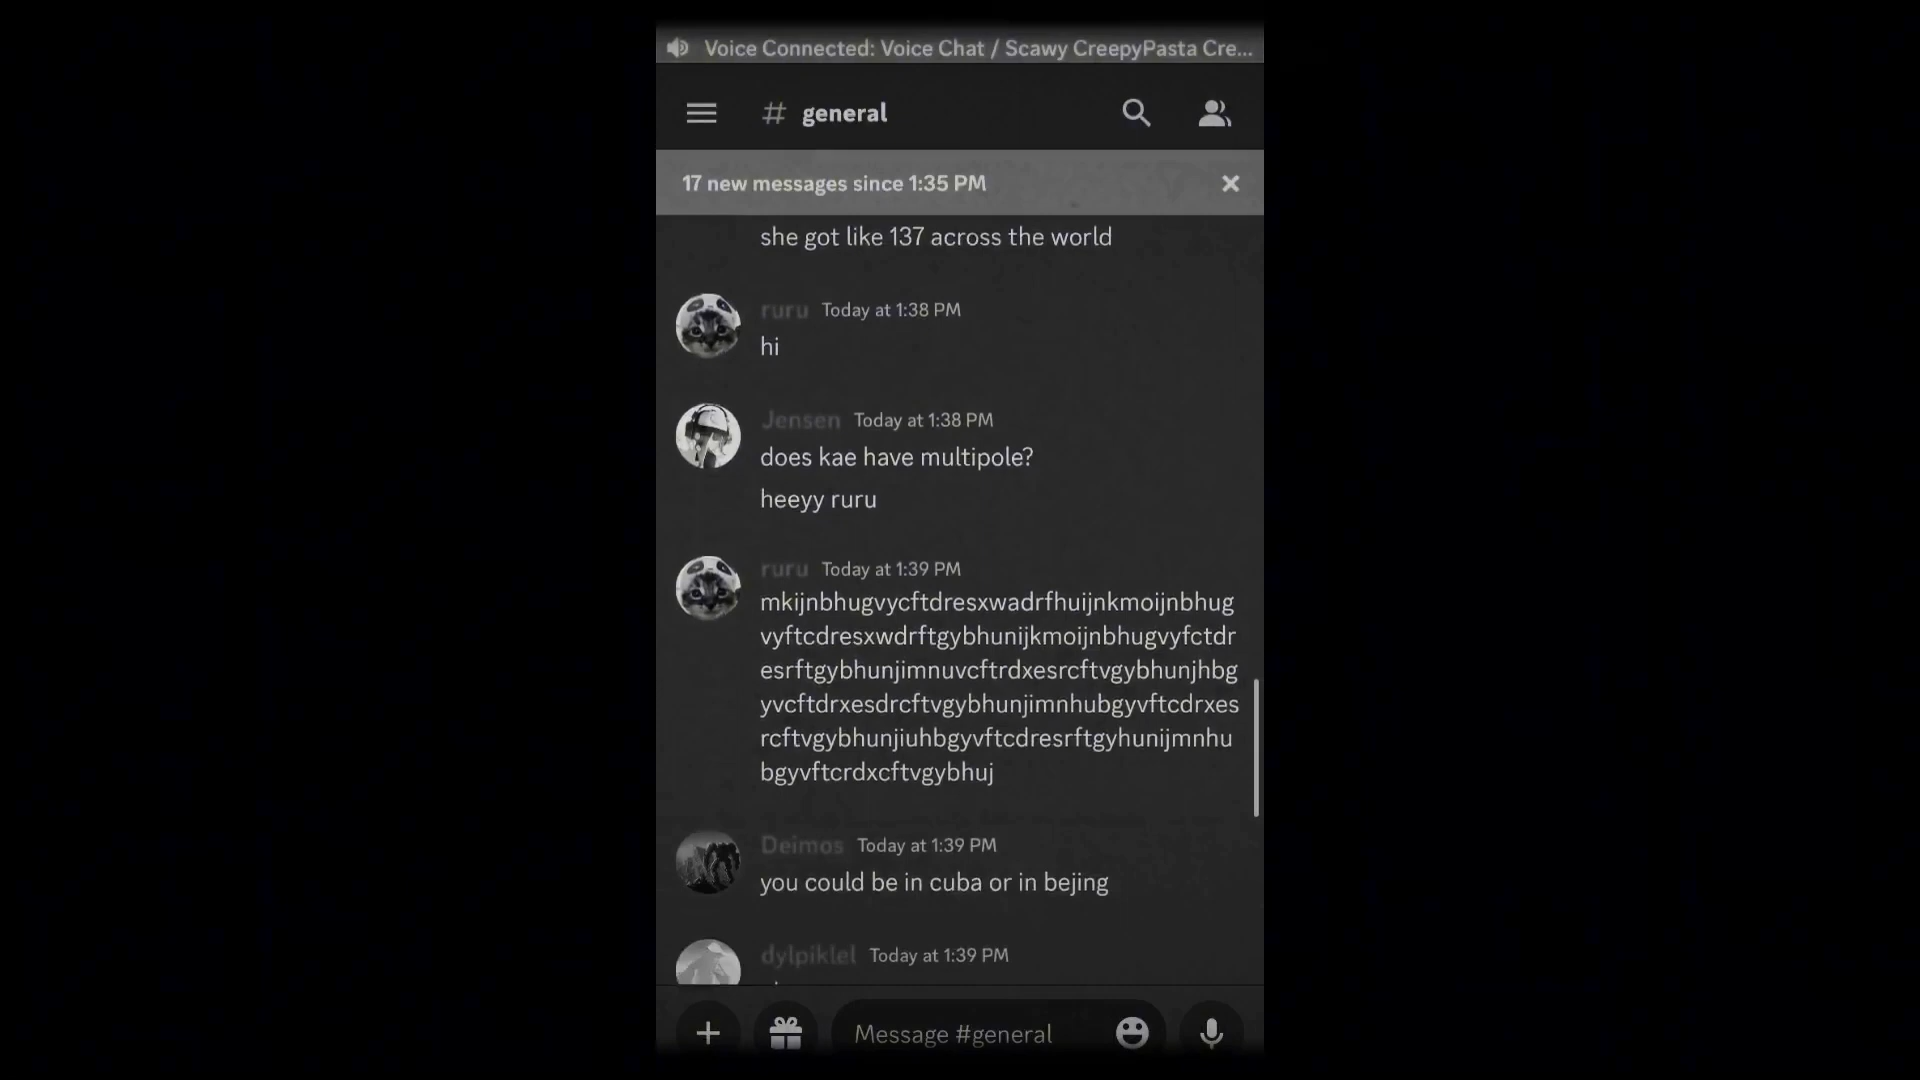 Voice Connected: Voice Chat / Scawy CreepyPasta Cre...
# general
17 new messages since 1:35 PM
she got like 137 across the world
ruru Today at 1:38 PM
hi
Jensen Today at 1:38 PM
does kae have multipole?
heeyy ruru
ruru Today at 1:39 PM
mkijnbhugvycftdresxwadrfhuijnkmoijnbhug
vyftcdresxwdrftgybhunijkmoijnbhugvyfctdr
esrftgybhunjimnuvcftrdxesrcftvgybhunjhbg
yvcftdrxesdrcftvgybhunjimnhubgyvftcdrxes
rcftvgybhunjiuhbgyvftcdresrftgyhunijmnhu
bgyvftcrdxcftvgybhuj
Deimos Today at 1:39 PM
you could be in cuba or in bejing
dylpiklel Today at 1:39 PM
Message #general